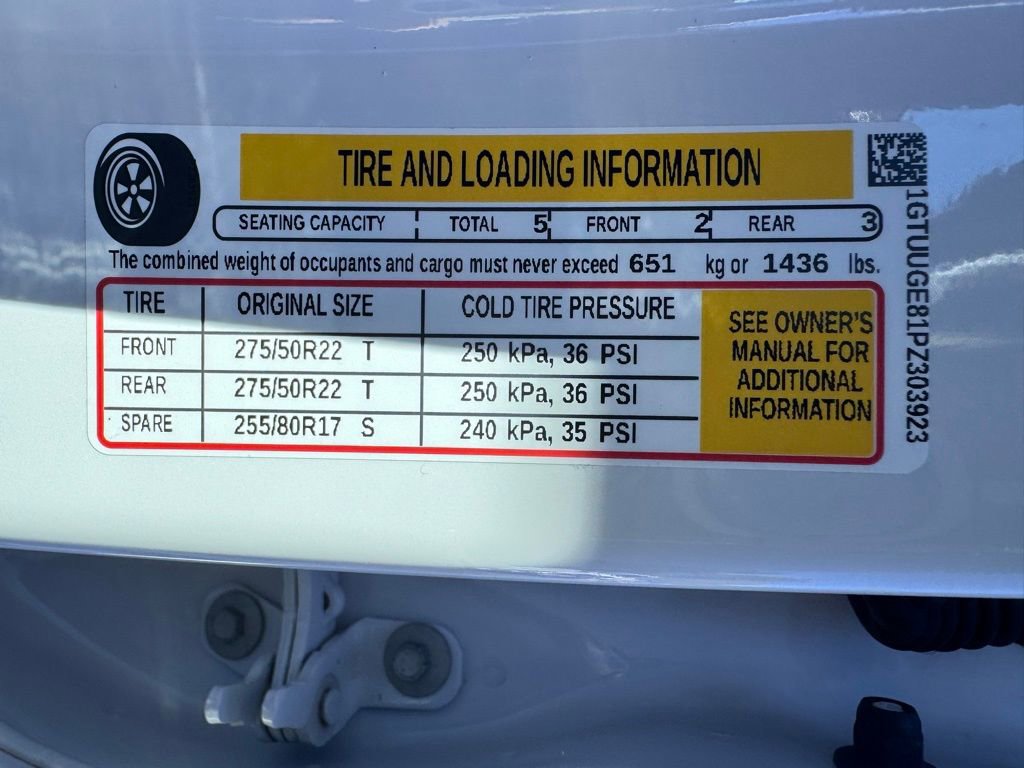 TIRE AND LOADING INFORMATION
SEATING CAPACITY TOTAL 5 FRONT 2 REAR 3
The combined weight of occupants and cargo must never exceed 651 kg or 1436 lbs.
TIRE ORIGINAL SIZE COLD TIRE PRESSURE
FRONT 275/50R22 T 250 kPa, 36 PSI
REAR 275/50R22 T 250 kPa, 36 PSI
SPARE 255/80R17 S 240 kPa, 35 PSI
SEE OWNER'S
MANUAL FOR
ADDITIONAL
INFORMATION
1GTUUGE81PZ303923